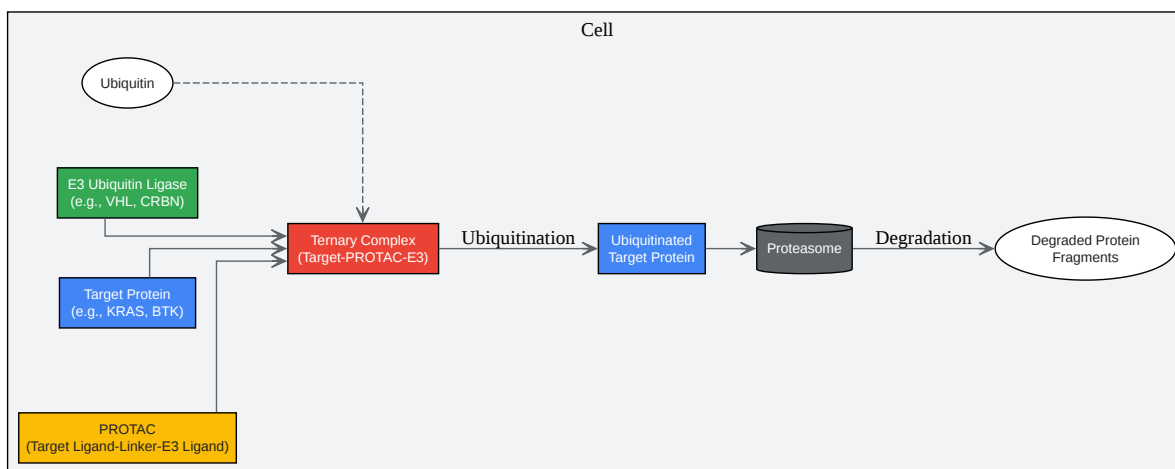 Cell
Ubiquitin
E3 Ubiquitin Ligase
(e.g., VHL, CRBN)
Ternary Complex
(Target-PROTAC-E3)
Ubiquitination
Ubiquitinated
Target Protein
Proteasome
Degradation
Degraded Protein
Fragments
Target Protein
(e.g., KRAS, BTK)
PROTAC
(Target Ligand-Linker-E3 Ligand)